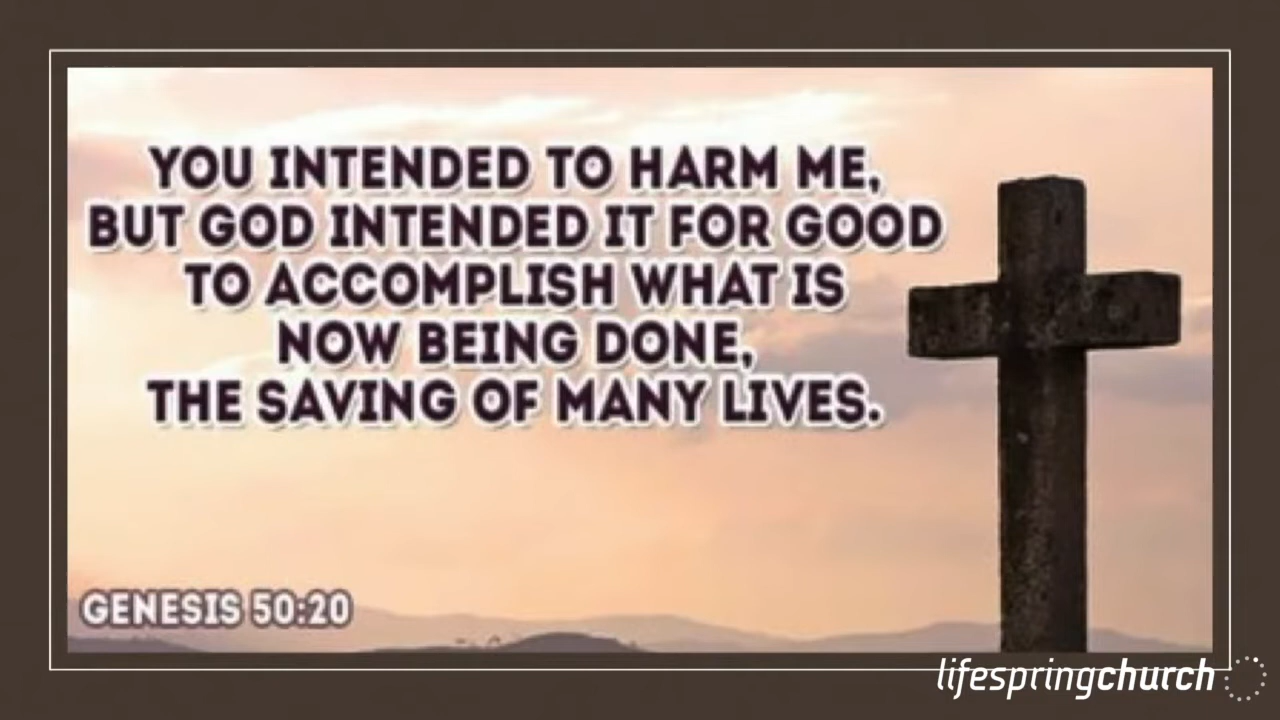 YOU INTENDED TO HARM ME,
BUT GOD INTENDED IT FOR GOOD
TO ACCOMPLISH WHAT IS
NOW BEING DONE,
THE SAVING OF MANY LIVES.
GENESIS 50:20
lifespringchurch